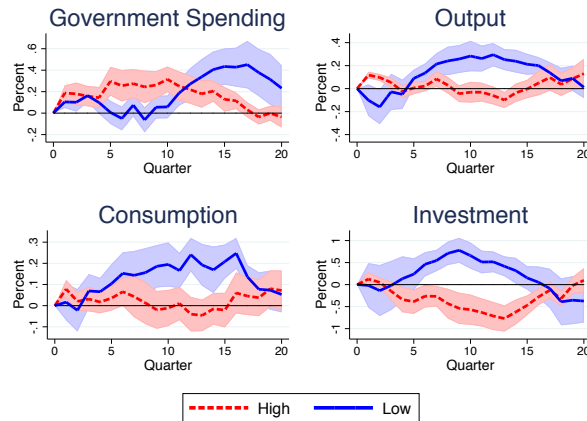 Government Spending
Percent
.6
.4
.2
0
-.2
0
5
10
15
20
Quarter
Output
Percent
.4
.2
0
-.2
-.4
0
5
10
15
20
Quarter
Consumption
Percent
.3
.2
.1
0
-.1
0
5
10
15
20
Quarter
Investment
Percent
1
.5
0
-.5
-1
0
5
10
15
20
Quarter
High
Low